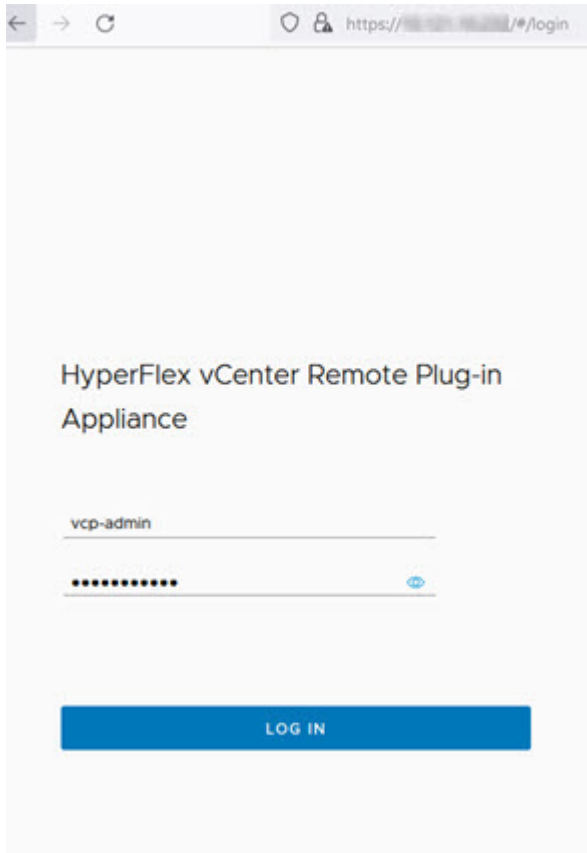 https:// /#/login
HyperFlex vCenter Remote Plug-in
Appliance
vcp-admin
•••••••••••
LOG IN